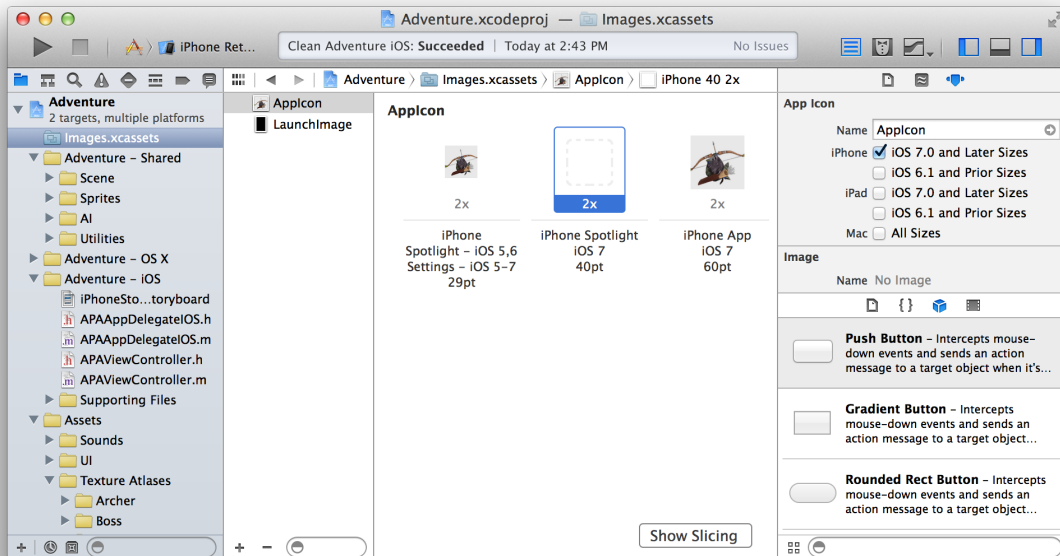 Adventure.xcodeproj — Images.xcassets
iPhone Ret...
Clean Adventure iOS: Succeeded | Today at 2:43 PM
No Issues
Adventure
2 targets, multiple platforms
Images.xcassets
Adventure – Shared
Scene
Sprites
AI
Utilities
Adventure – OS X
Adventure – iOS
iPhoneSto...toryboard
APAAppDelegateIOS.h
APAAppDelegateIOS.m
APAViewController.h
APAViewController.m
Supporting Files
Assets
Sounds
UI
Texture Atlases
Archer
Boss
Adventure 〉 Images.xcassets 〉 AppIcon 〉 iPhone 40 2x
AppIcon
LaunchImage
AppIcon
2x
iPhone
Spotlight – iOS 5,6
Settings – iOS 5–7
29pt
2x
iPhone Spotlight
iOS 7
40pt
2x
iPhone App
iOS 7
60pt
Show Slicing
App Icon
Name AppIcon
iPhone iOS 7.0 and Later Sizes
iOS 6.1 and Prior Sizes
iPad iOS 7.0 and Later Sizes
iOS 6.1 and Prior Sizes
Mac All Sizes
Image
Name No Image
{ }
Push Button – Intercepts mouse-
down events and sends an action
message to a target object when it's...
Gradient Button – Intercepts
mouse-down events and sends an
action message to a target object...
Rounded Rect Button – Intercepts
mouse-down events and sends an
action message to a target object...